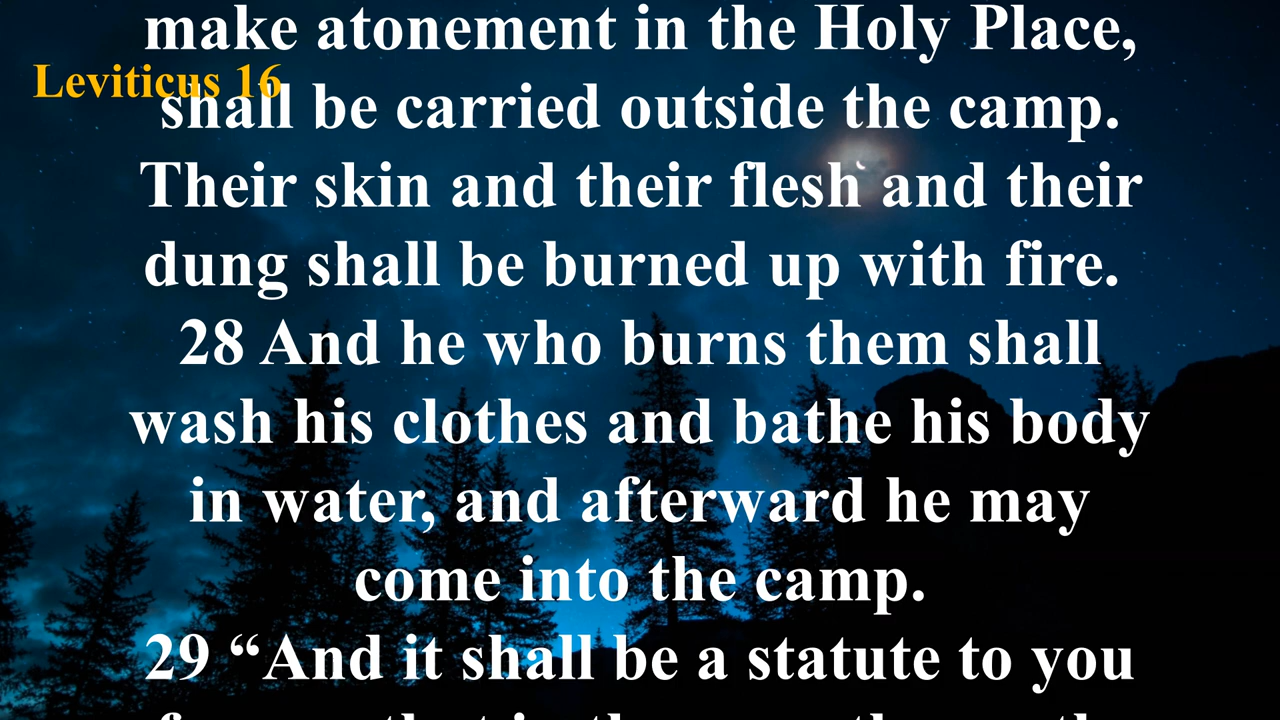 make atonement in the Holy Place,
Leviticus 16
shall be carried outside the camp.
Their skin and their flesh and their
dung shall be burned up with fire.
28 And he who burns them shall
wash his clothes and bathe his body
in water, and afterward he may
come into the camp.
29 “And it shall be a statute to you